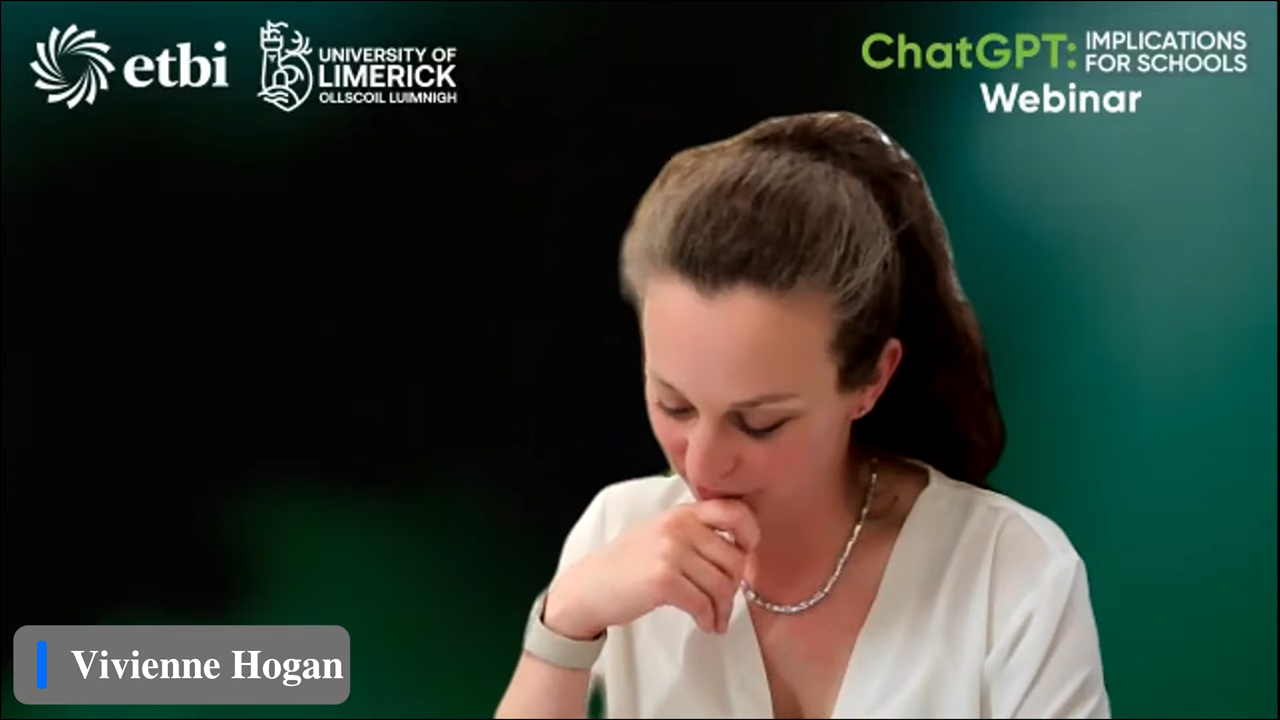 etbi
UNIVERSITY OF
LIMERICK
OLLSCOIL LUIMNIGH
ChatGPT: IMPLICATIONS
FOR SCHOOLS
Webinar
Vivienne Hogan